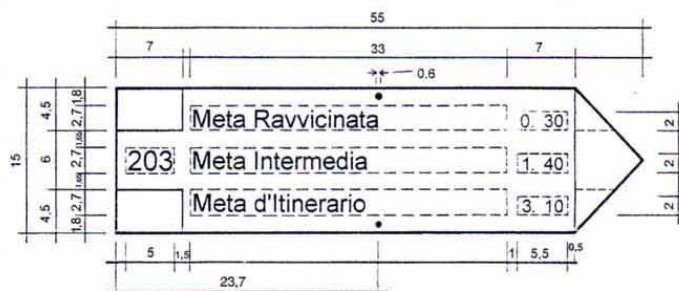 55
7 33 7
0.6
15 4,5 6 4,5
1,8 2,7 1,65 2,7 1,65 2,7 1,8
Meta Ravvicinata 0. 30
203 Meta Intermedia 1. 40
Meta d'Itinerario 3. 10
2 2 2
5 1,5 1 5,5 0,5
23,7